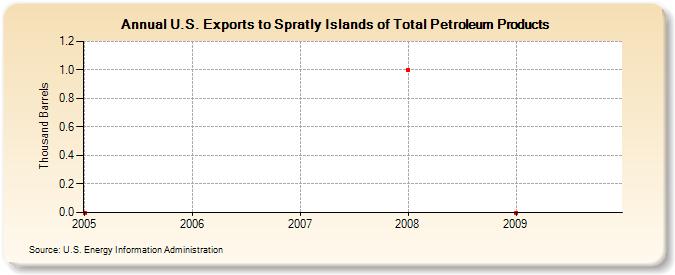 Annual U.S. Exports to Spratly Islands of Total Petroleum Products
Thousand Barrels
1.2
1.0
0.8
0.6
0.4
0.2
0.0
2005 2006 2007 2008 2009
Source: U.S. Energy Information Administration